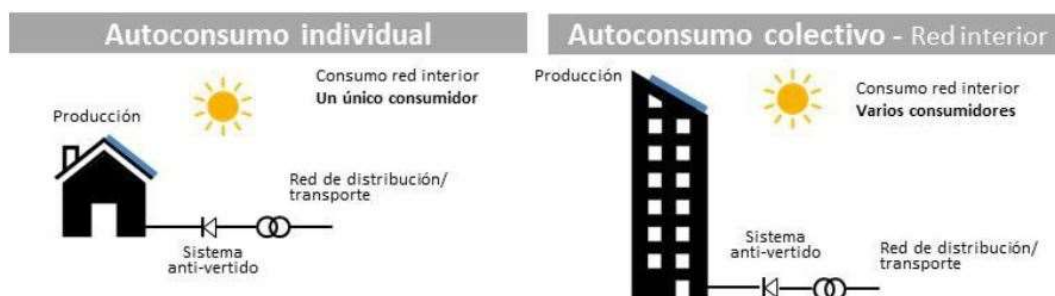 Autoconsumo individual
Consumo red interior
Un único consumidor
Producción
Red de distribución/
transporte
Sistema
anti-vertido
Autoconsumo colectivo - Red interior
Producción
Consumo red interior
Varios consumidores
Sistema
anti-vertido
Red de distribución/
transporte